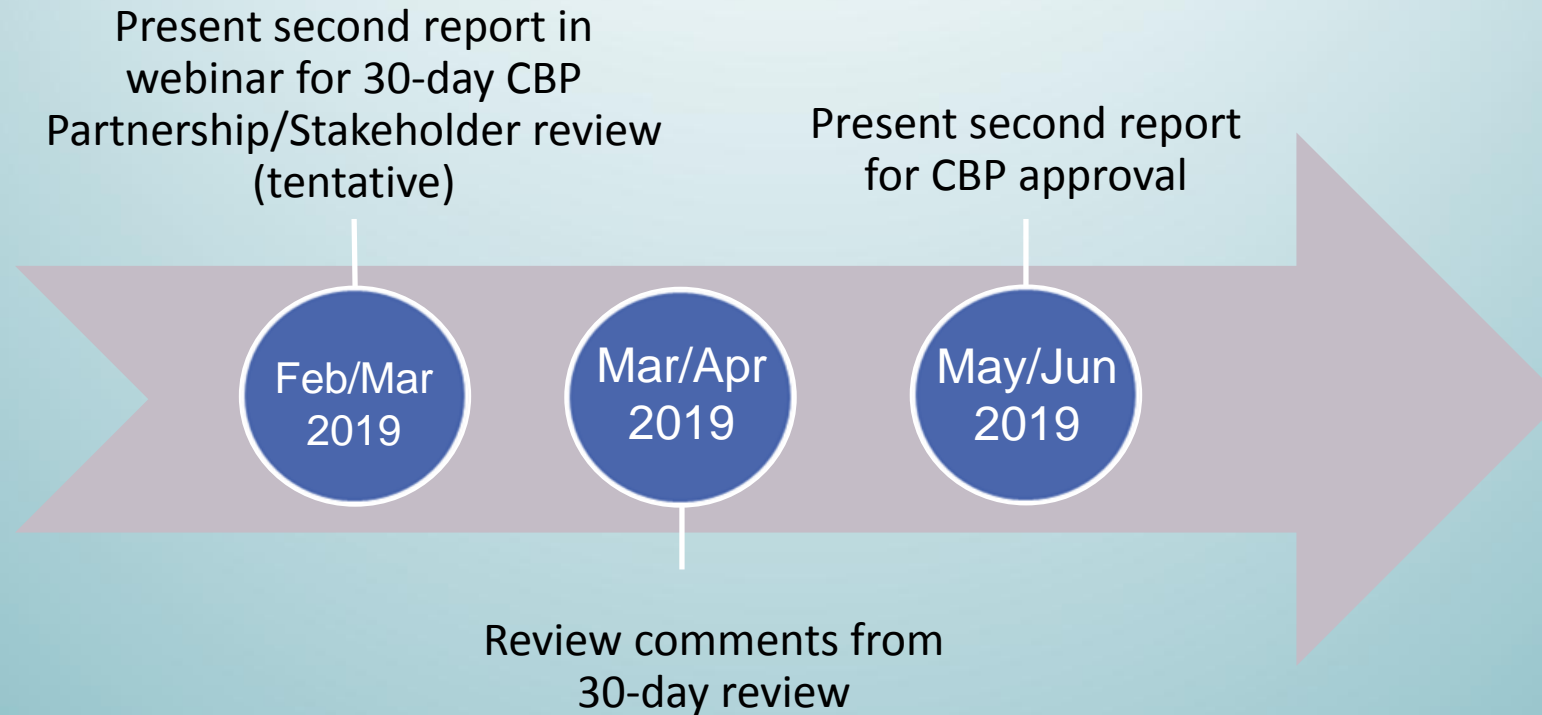 Present second report in
webinar for 30-day CBP
Partnership/Stakeholder review
(tentative)
Present second report
for CBP approval
Feb/Mar
2019
Mar/Apr
2019
May/Jun
2019
Review comments from
30-day review